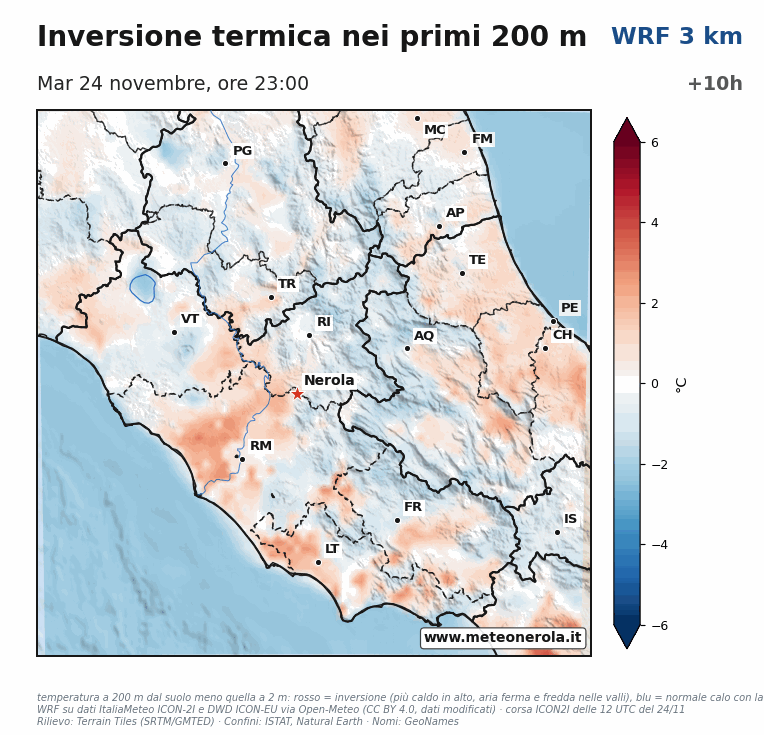 Inversione termica nei primi 200 m WRF 3 km
Mar 24 novembre, ore 23:00 +10h
MC
FM
PG
AP
TE
TR
PE
VT
RI
AQ
CH
Nerola
RM
FR
IS
LT
www.meteonerola.it
6
4
2
0
−2
−4
−6
°C
temperatura a 200 m dal suolo meno quella a 2 m: rosso = inversione (più caldo in alto, aria ferma e fredda nelle valli), blu = normale calo con la
WRF su dati ItaliaMeteo ICON-2I e DWD ICON-EU via Open-Meteo (CC BY 4.0, dati modificati) · corsa ICON2I delle 12 UTC del 24/11
Rilievo: Terrain Tiles (SRTM/GMTED) · Confini: ISTAT, Natural Earth · Nomi: GeoNames